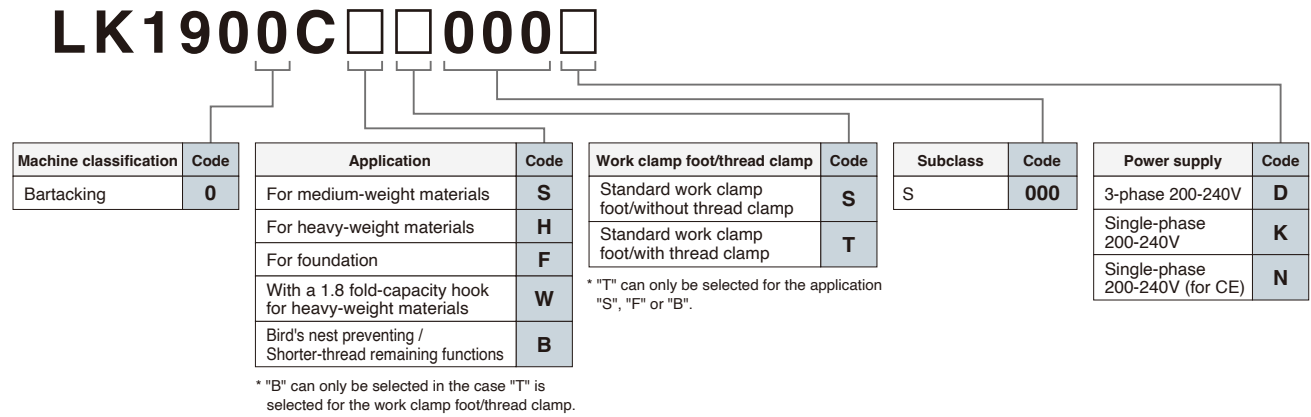 LK1900C□□000□
Machine classification Code
Bartacking 0
Application Code
For medium-weight materials S
For heavy-weight materials H
For foundation F
With a 1.8 fold-capacity hook
for heavy-weight materials W
Bird's nest preventing /
Shorter-thread remaining functions B
* "B" can only be selected in the case "T" is
selected for the work clamp foot/thread clamp.
Work clamp foot/thread clamp Code
Standard work clamp
foot/without thread clamp S
Standard work clamp
foot/with thread clamp T
* "T" can only be selected for the application
"S", "F" or "B".
Subclass Code
S 000
Power supply Code
3-phase 200-240V D
Single-phase
200-240V K
Single-phase
200-240V (for CE) N